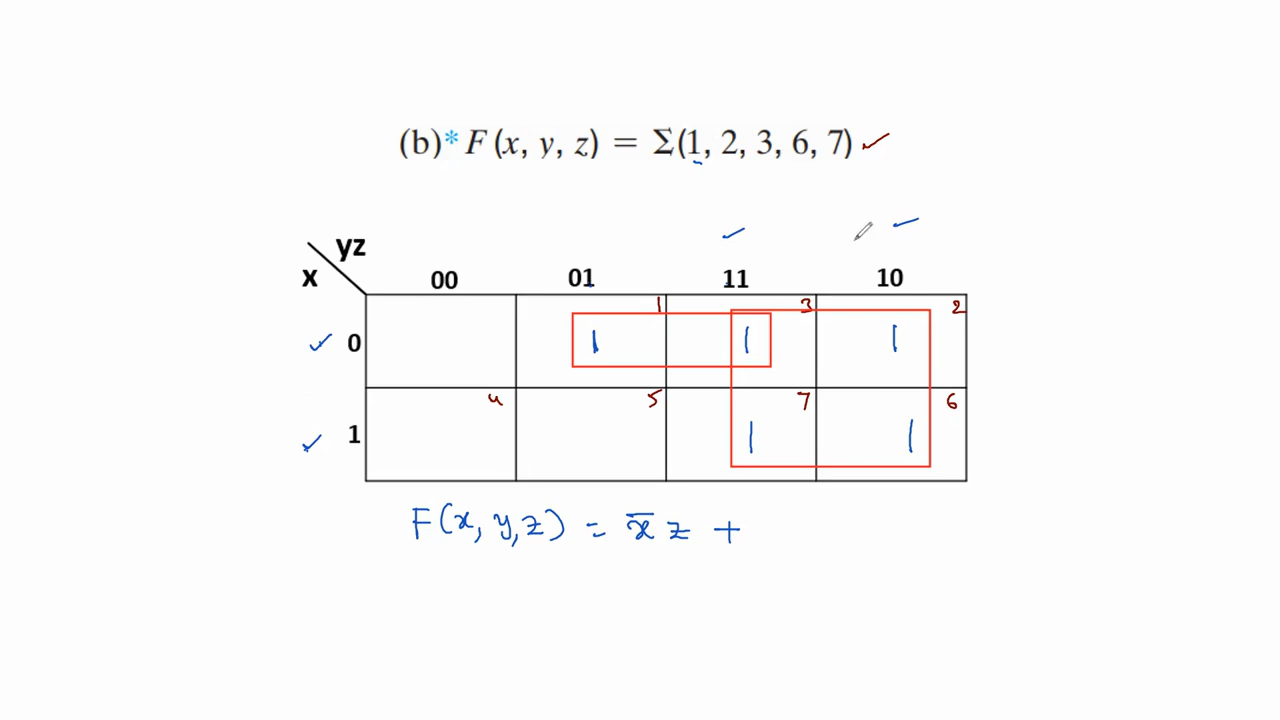 (b)* F(x, y, z) = Σ(1, 2, 3, 6, 7) ✓
yz
x
00 01 11 10
1 3 2
0 1 1 1
4 5 7 6
1 1 1
F(x, y, z) = x̄ z +